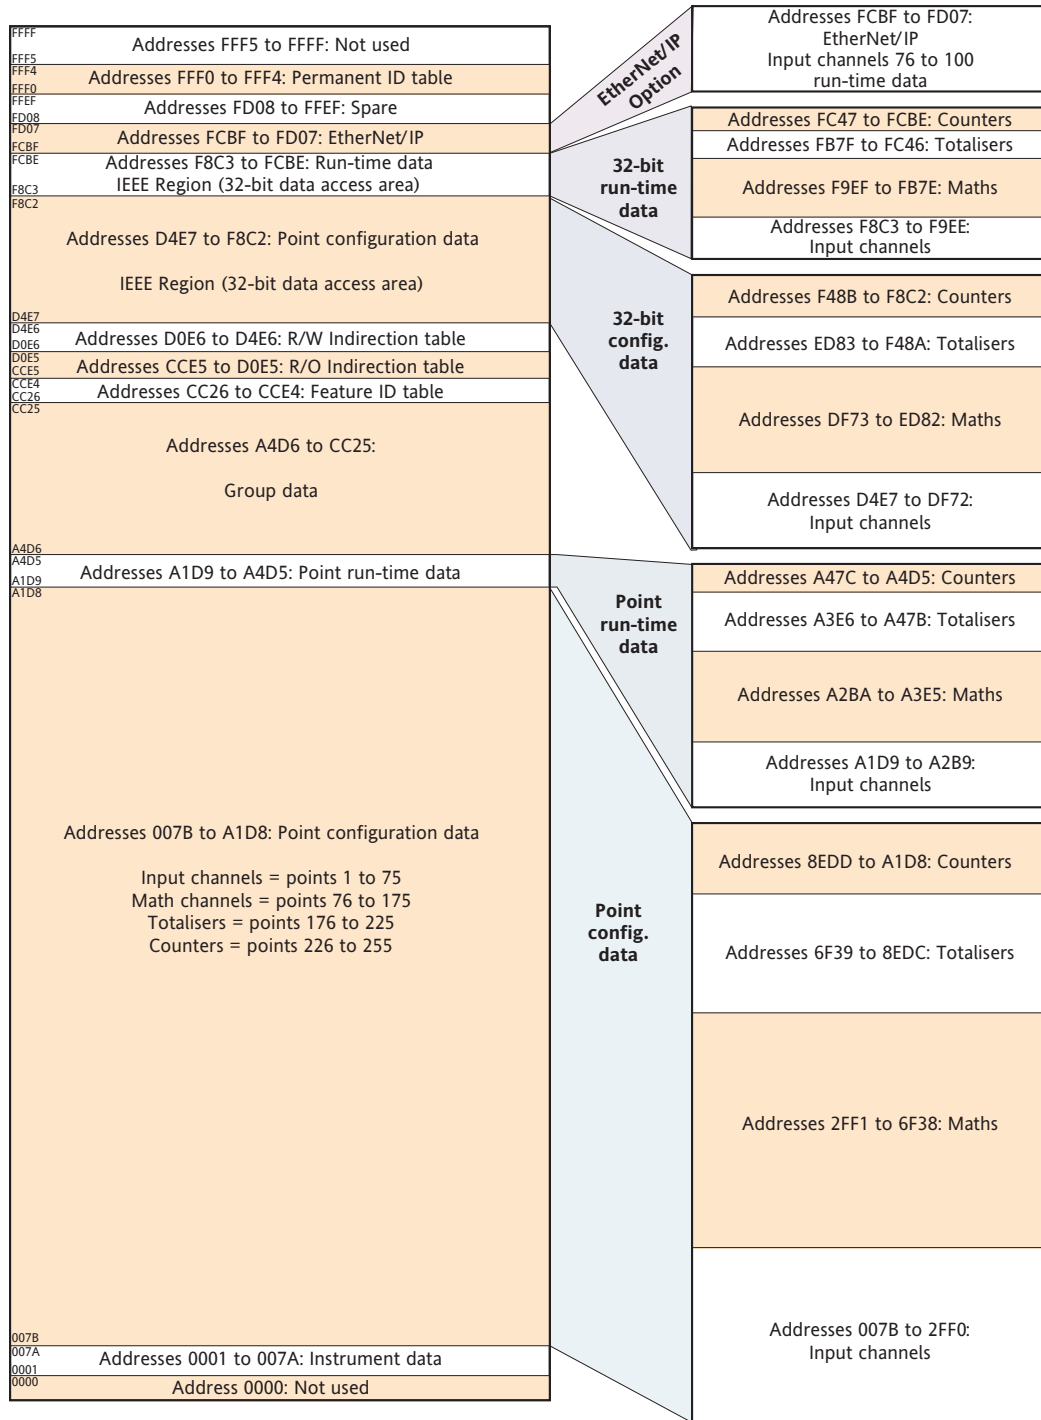 FFFF
Addresses FFF5 to FFFF: Not used
FFF5
FFF4
Addresses FFF0 to FFF4: Permanent ID table
FFF0
FFEF
Addresses FD08 to FFEF: Spare
FD08
FD07
Addresses FCBF to FD07: EtherNet/IP
FCBF
FCBE
Addresses F8C3 to FCBE: Run-time data
IEEE Region (32-bit data access area)
F8C3
F8C2
Addresses D4E7 to F8C2: Point configuration data
IEEE Region (32-bit data access area)
D4E7
D4E6
Addresses D0E6 to D4E6: R/W Indirection table
D0E6
D0E5
Addresses CCE5 to D0E5: R/O Indirection table
CCE5
CCE4
Addresses CC26 to CCE4: Feature ID table
CC26
CC25
Addresses A4D6 to CC25:
Group data
A4D6
A4D5
Addresses A1D9 to A4D5: Point run-time data
A1D9
A1D8
Addresses 007B to A1D8: Point configuration data
Input channels = points 1 to 75
Math channels = points 76 to 175
Totalisers = points 176 to 225
Counters = points 226 to 255
007B
007A
Addresses 0001 to 007A: Instrument data
0001
0000
Address 0000: Not used
EtherNet/IP
Option
Addresses FCBF to FD07:
EtherNet/IP
Input channels 76 to 100
run-time data
32-bit
run-time
data
Addresses FC47 to FCBE: Counters
Addresses FB7F to FC46: Totalisers
Addresses F9EF to FB7E: Maths
Addresses F8C3 to F9EE:
Input channels
32-bit
config.
data
Addresses F48B to F8C2: Counters
Addresses ED83 to F48A: Totalisers
Addresses DF73 to ED82: Maths
Addresses D4E7 to DF72:
Input channels
Point
run-time
data
Addresses A47C to A4D5: Counters
Addresses A3E6 to A47B: Totalisers
Addresses A2BA to A3E5: Maths
Addresses A1D9 to A2B9:
Input channels
Point
config.
data
Addresses 8EDD to A1D8: Counters
Addresses 6F39 to 8EDC: Totalisers
Addresses 2FF1 to 6F38: Maths
Addresses 007B to 2FF0:
Input channels